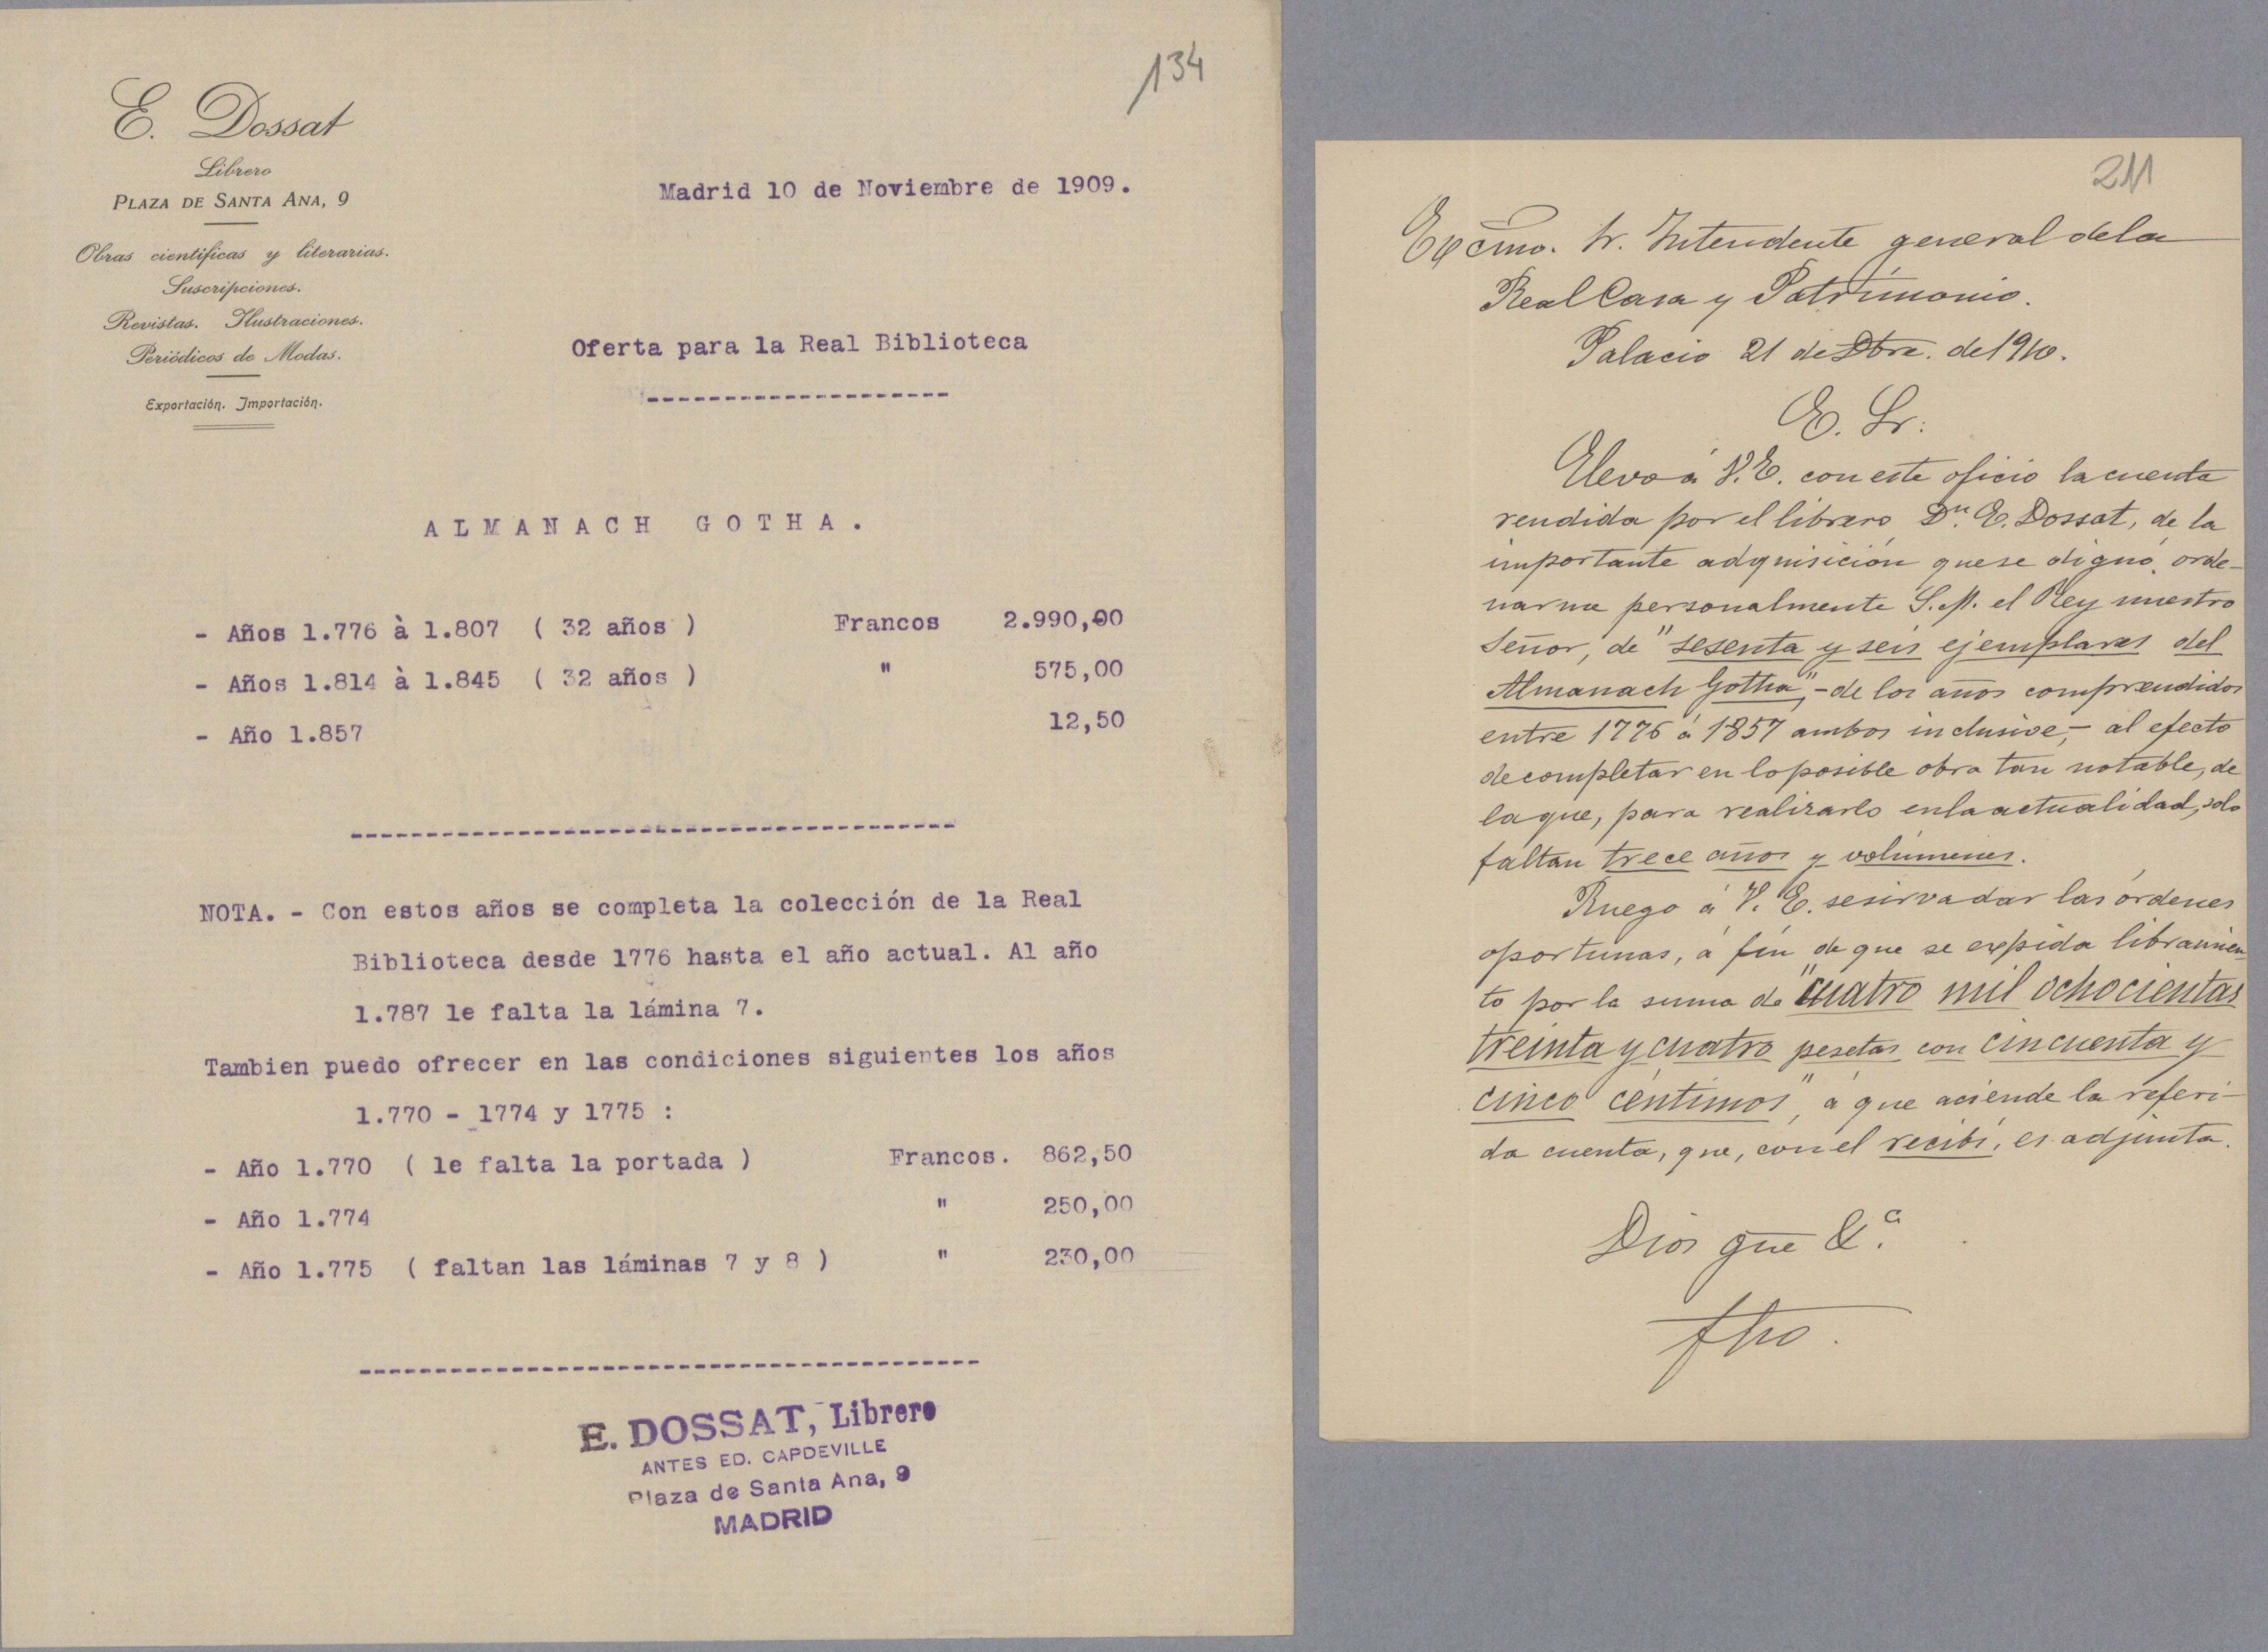 134
E. Dossat
Librero
PLAZA DE SANTA ANA, 9
Obras científicas y literarias.
Suscripciones.
Revistas. Ilustraciones.
Periódicos de Modas.
Exportación. Importación.
Madrid 10 de Noviembre de 1909.
Oferta para la Real Biblioteca
ALMANACH GOTHA.
- Años 1.776 à 1.807 ( 32 años ) Francos 2.990,00
- Años 1.814 à 1.845 ( 32 años ) " 575,00
- Año 1.857 12,50
NOTA. - Con estos años se completa la colección de la Real
Biblioteca desde 1776 hasta el año actual. Al año
1.787 le falta la lámina 7.
Tambien puedo ofrecer en las condiciones siguientes los años
1.770 - 1774 y 1775 :
- Año 1.770 ( le falta la portada ) Francos. 862,50
- Año 1.774 " 250,00
- Año 1.775 ( faltan las láminas 7 y 8 ) " 230,00
E. DOSSAT, Librero
ANTES ED. CAPDEVILLE
Plaza de Santa Ana, 9
MADRID
211
Excmo. Sr. Intendente general de la
Real Casa y Patrimonio.
Palacio 21 de Dbre. de 1910.
E. Sr:
Elevo á V.E. con este oficio la cuenta
rendida por el librero Dn. E. Dossat, de la
importante adquisición que se dignó orde-
narme personalmente S.M. el Rey nuestro
Señor, de "sesenta y seis ejemplares del
Almanach Gotha",- de los años comprendidos
entre 1776 á 1857 ambos inclusive,- al efecto
de completar en lo posible obra tan notable, de
la que, para realizarlo en la actualidad, solo
faltan trece años y volúmenes.
Ruego á V. E. se sirva dar las órdenes
oportunas, á fin de que se expida libramien-
to por la suma de "cuatro mil ochocientas
treinta y cuatro pesetas con cincuenta y
cinco céntimos", á que asciende la referi-
da cuenta, que, con el recibí, es adjunta.
Dios gue &a.
fho.